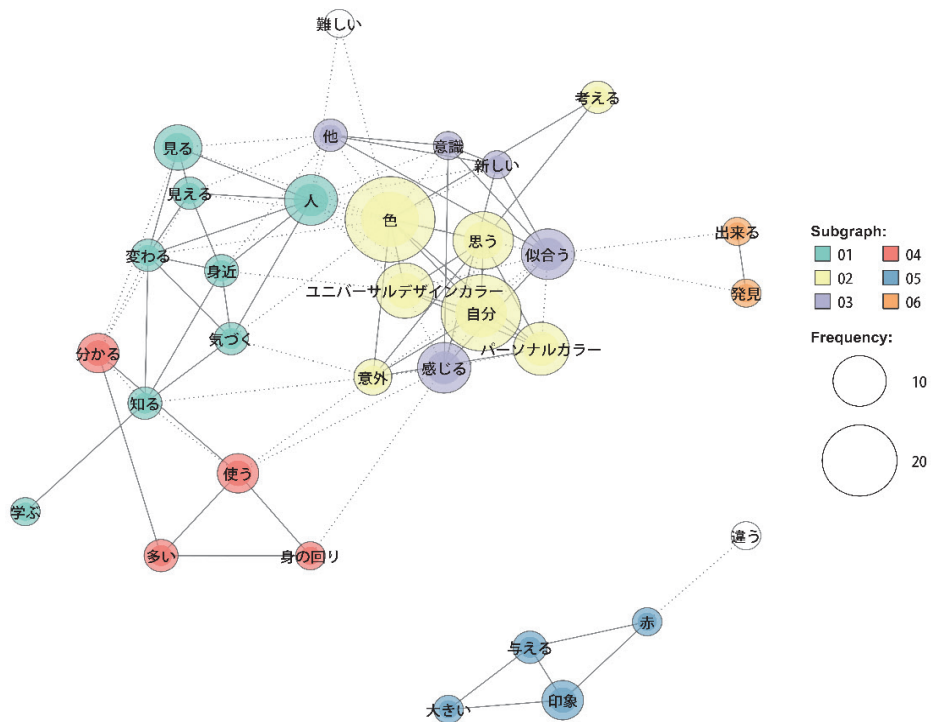 難しい
考える
他
意識
見る
新しい
見える
人
色
出来る
思う
似合う
変わる
身近
発見
ユニバーサルデザインカラー
自分
気づく
パーソナルカラー
分かる
感じる
意外
知る
使う
学ぶ
多い
身の回り
違う
赤
与える
印象
大きい
Subgraph:
01
04
02
05
03
06
Frequency:
10
20